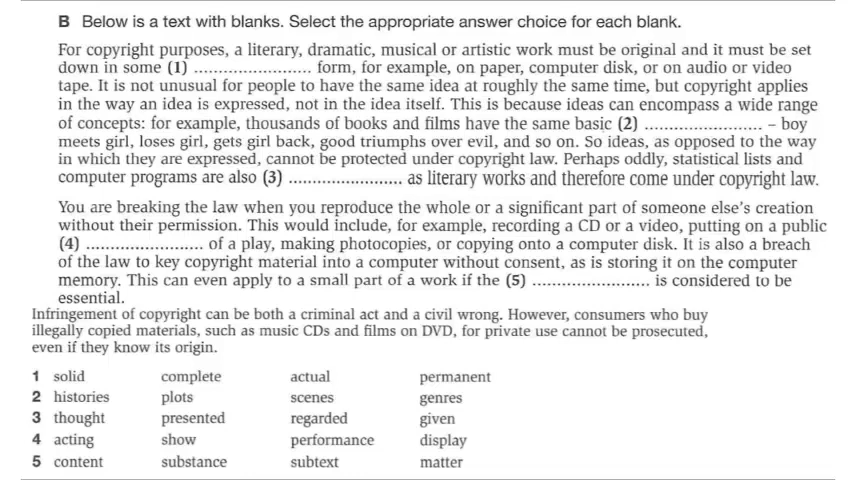 B Below is a text with blanks. Select the appropriate answer choice for each blank.
For copyright purposes, a literary, dramatic, musical or artistic work must be original and it must be set
down in some (1) ........................ form, for example, on paper, computer disk, or on audio or video
tape. It is not unusual for people to have the same idea at roughly the same time, but copyright applies
in the way an idea is expressed, not in the idea itself. This is because ideas can encompass a wide range
of concepts: for example, thousands of books and films have the same basic (2) ........................ – boy
meets girl, loses girl, gets girl back, good triumphs over evil, and so on. So ideas, as opposed to the way
in which they are expressed, cannot be protected under copyright law. Perhaps oddly, statistical lists and
computer programs are also (3) ........................ as literary works and therefore come under copyright law.
You are breaking the law when you reproduce the whole or a significant part of someone else's creation
without their permission. This would include, for example, recording a CD or a video, putting on a public
(4) ........................ of a play, making photocopies, or copying onto a computer disk. It is also a breach
of the law to key copyright material into a computer without consent, as is storing it on the computer
memory. This can even apply to a small part of a work if the (5) ........................ is considered to be
essential.
Infringement of copyright can be both a criminal act and a civil wrong. However, consumers who buy
illegally copied materials, such as music CDs and films on DVD, for private use cannot be prosecuted,
even if they know its origin.
1 solid complete actual permanent
2 histories plots scenes genres
3 thought presented regarded given
4 acting show performance display
5 content substance subtext matter